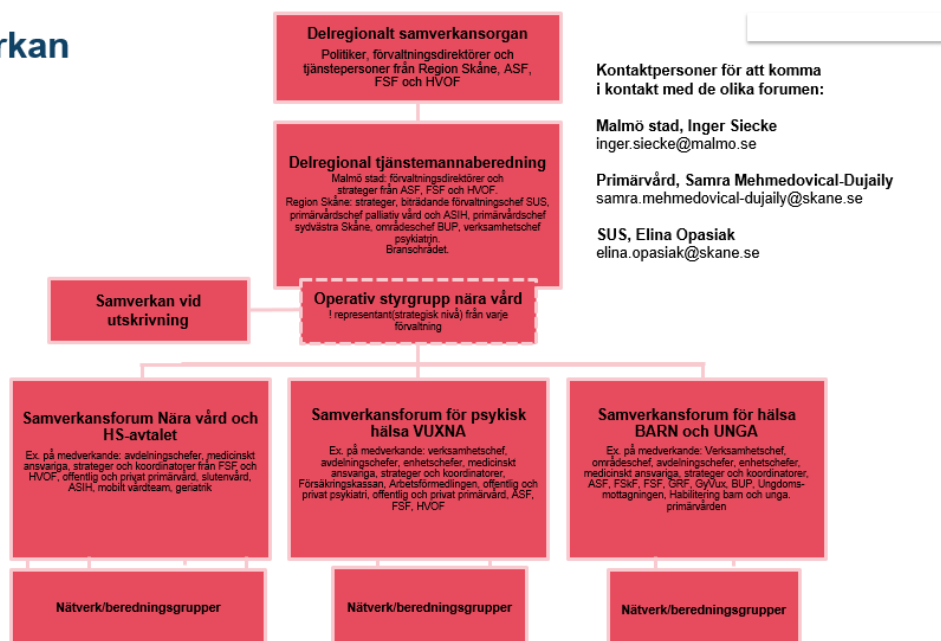 rkan
Delregionalt samverkansorgan
Politiker, förvaltningsdirektörer och
tjänstepersoner från Region Skåne, ASF,
FSF och HVOF
Kontaktpersoner för att komma
i kontakt med de olika forumen:
Malmö stad, Inger Siecke
inger.siecke@malmo.se
Primärvård, Samra Mehmedovical-Dujaily
samra.mehmedovical-dujaily@skane.se
SUS, Elina Opasiak
elina.opasiak@skane.se
Delregional tjänstemannaberedning
Malmö stad: förvaltningsdirektörer och
strateger från ASF, FSF och HVOF.
Region Skåne: strateger, biträdande förvaltningschef SUS,
primärvårdschef palliativ vård och ASIH, primärvårdschef
sydvästra Skåne, områdeschef BUP, verksamhetschef
psykiatrin.
Branschrådet.
Samverkan vid
utskrivning
Operativ styrgrupp nära vård
! representant(strategisk nivå) från varje
förvaltning
Samverkansforum Nära vård och
HS-avtalet
Ex. på medverkande: avdelningschefer, medicinskt
ansvariga, strateger och koordinatorer från FSF och
HVOF, offentlig och privat primärvård, slutenvård,
ASIH, mobilt vårdteam, geriatrik
Samverkansforum för psykisk
hälsa VUXNA
Ex. på medverkande: verksamhetschef,
avdelningschefer, enhetschefer, medicinskt
ansvariga, strateger och koordinatorer,
Försäkringskassan, Arbetsförmedlingen, offentlig och
privat psykiatri, offentlig och privat primärvård, ASF,
FSF, HVOF
Samverkansforum för hälsa
BARN och UNGA
Ex. på medverkande: Verksamhetschef,
områdeschef, avdelningschefer, enhetschefer,
medicinskt ansvariga, strateger och koordinatorer,
ASF, FSkF, FSF, GRF, GyVux, BUP, Ungdoms-
mottagningen, Habilitering barn och unga.
primärvården
Nätverk/beredningsgrupper
Nätverk/beredningsgrupper
Nätverk/beredningsgrupper